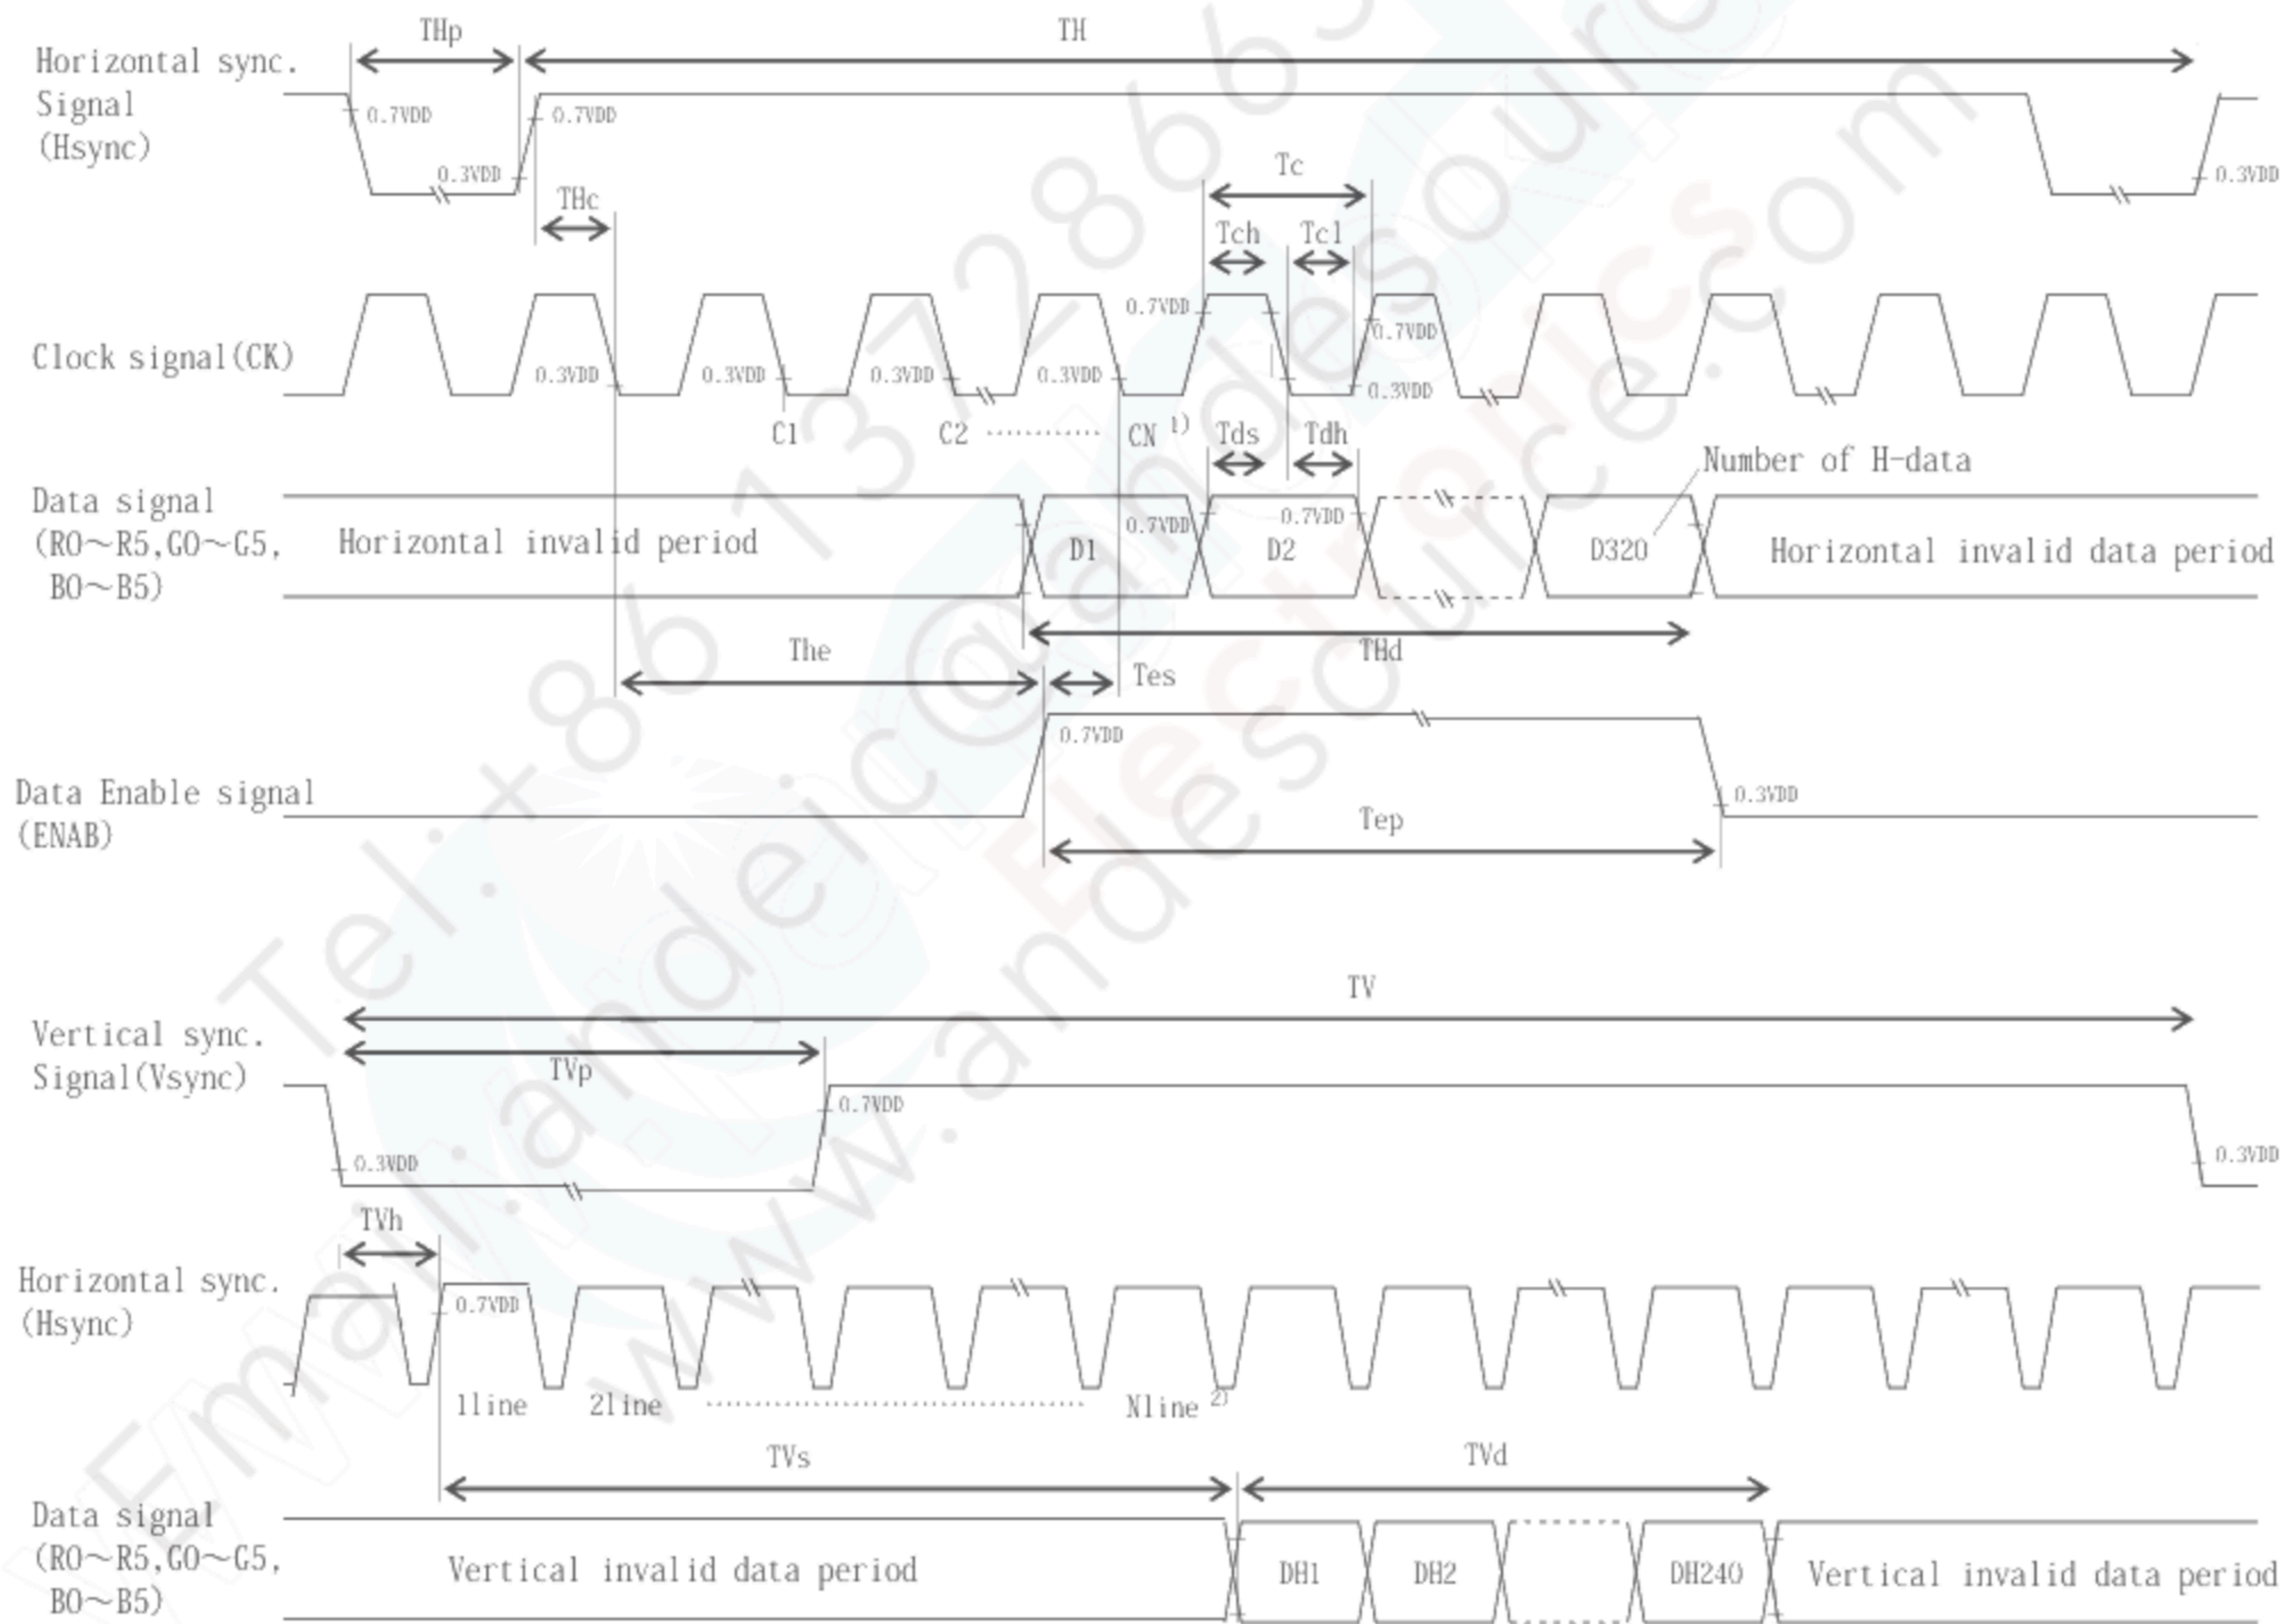 THp
TH
Horizontal sync.
Signal
(Hsync)
0.7VDD
0.7VDD
0.3VDD
0.3VDD
THc
Tc
Tch
Tcl
Clock signal(CK)
0.3VDD
0.3VDD
0.3VDD
0.3VDD
0.7VDD
0.7VDD
0.3VDD
C1
C2
CN 1)
Tds
Tdh
Number of H-data
Data signal
(R0～R5,G0～G5,
B0～B5)
Horizontal invalid period
D1
0.7VDD
0.7VDD
D2
D320
Horizontal invalid data period
The
THd
Tes
0.7VDD
Data Enable signal
(ENAB)
0.3VDD
Tep
TV
Vertical sync.
Signal(Vsync)
TVp
0.7VDD
0.3VDD
0.3VDD
TVh
Horizontal sync.
(Hsync)
0.7VDD
1line
2line
Nline 2)
TVs
TVd
Data signal
(R0～R5,G0～G5,
B0～B5)
Vertical invalid data period
DH1
DH2
DH240
Vertical invalid data period
Electronics